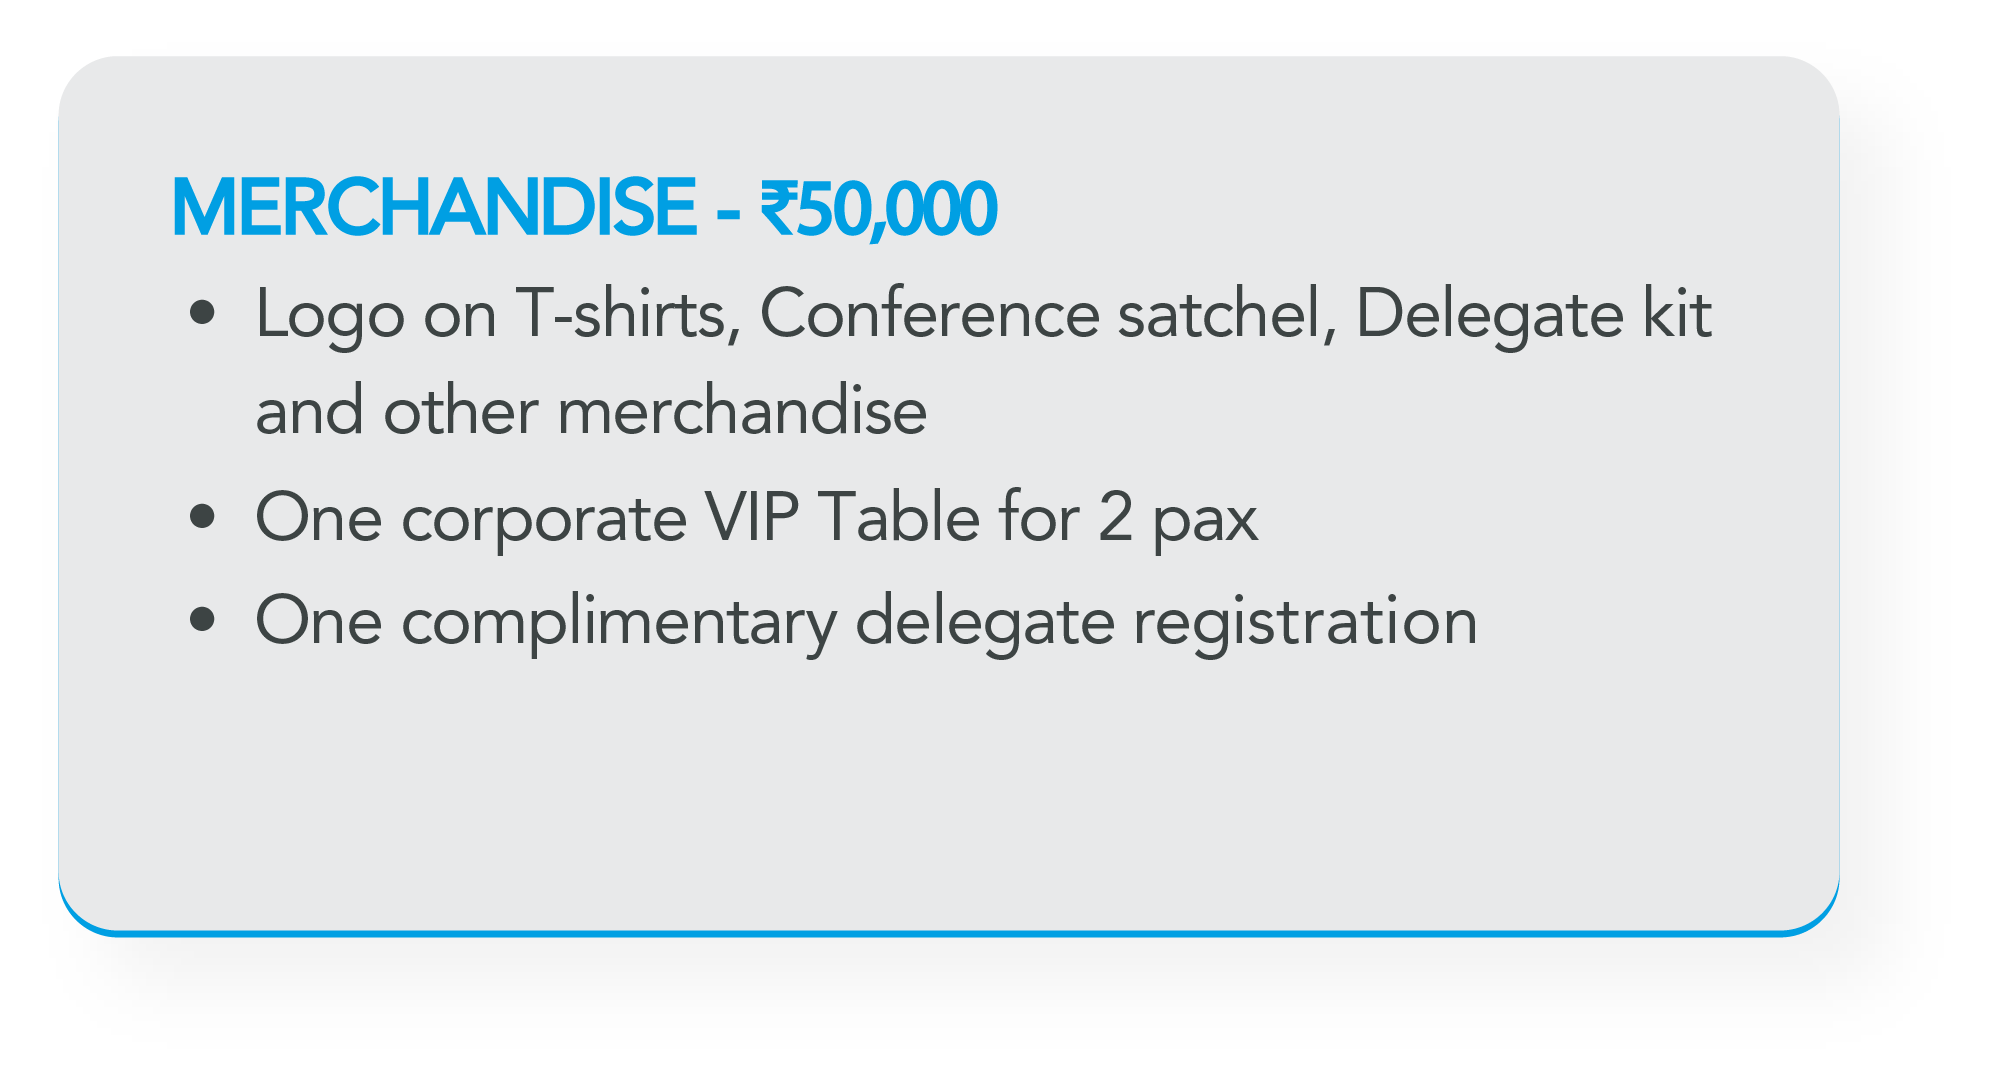 MERCHANDISE - ₹50,000
• Logo on T-shirts, Conference satchel, Delegate kit
and other merchandise
• One corporate VIP Table for 2 pax
• One complimentary delegate registration